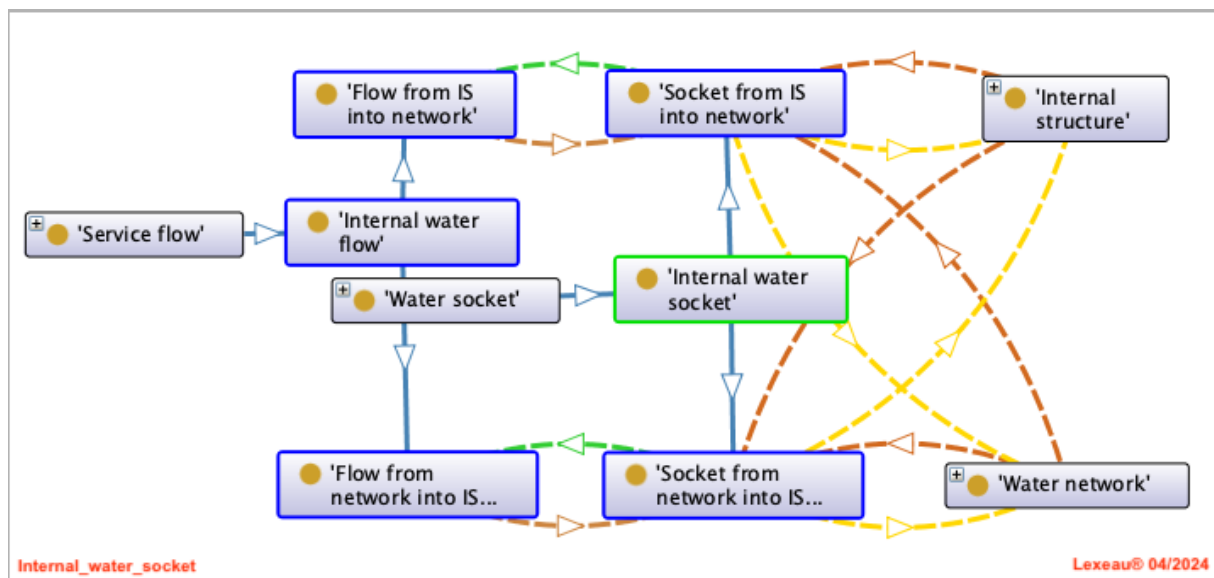 'Flow from IS
into network'
'Socket from IS
into network'
'Internal
structure'
'Service flow'
'Internal water
flow'
'Water socket'
'Internal water
socket'
'Flow from
network into IS...
'Socket from
network into IS...
'Water network'
Internal_water_socket
Lexeau® 04/2024